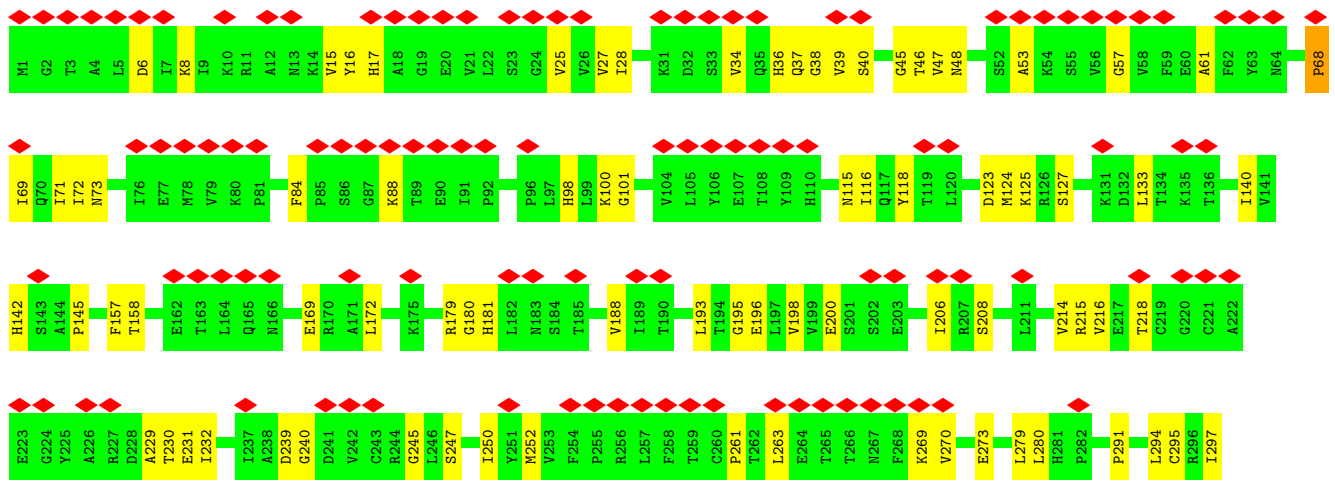 M1 G2 T3 A4 L5 D6 I7 K8 I9 K10 R11 A12 N13 K14 V15 Y16 H17 A18 G19 E20 V21 L22 S23 G24 V25 V26 V27 I28 K31 D32 S33 V34 Q35 H36 Q37 G38 V39 S40 G45 T46 V47 N48 S52 A53 K54 S55 V56 G57 V58 F59 E60 A61 F62 Y63 N64 P68
I69 Q70 I71 I72 N73 I76 E77 M78 V79 K80 P81 F84 P85 S86 G87 K88 T89 E90 I91 P92 P96 L97 H98 L99 K100 G101 V104 L105 Y106 E107 T108 Y109 H110 N115 I116 Q117 Y118 T119 L120 D123 M124 K125 R126 S127 K131 D132 L133 T134 K135 T136 I140 V141
H142 S143 A144 P145 F157 T158 E162 T163 L164 Q165 N166 E169 R170 A171 L172 K175 R179 G180 H181 L182 N183 S184 T185 V188 I189 T190 L193 T194 G195 E196 L197 V198 V199 E200 S201 S202 E203 I206 R207 S208 L211 V214 R215 V216 E217 T218 C219 G220 C221 A222
E223 G224 Y225 A226 R227 D228 A229 T230 E231 I232 I237 A238 D239 G240 D241 V242 C243 R244 G245 L246 S247 I250 Y251 M252 V253 F254 P255 R256 L257 F258 T259 C260 P261 T262 L263 E264 T265 T266 N267 F268 K269 V270 E273 L279 L280 H281 P282 P291 L294 C295 R296 I297